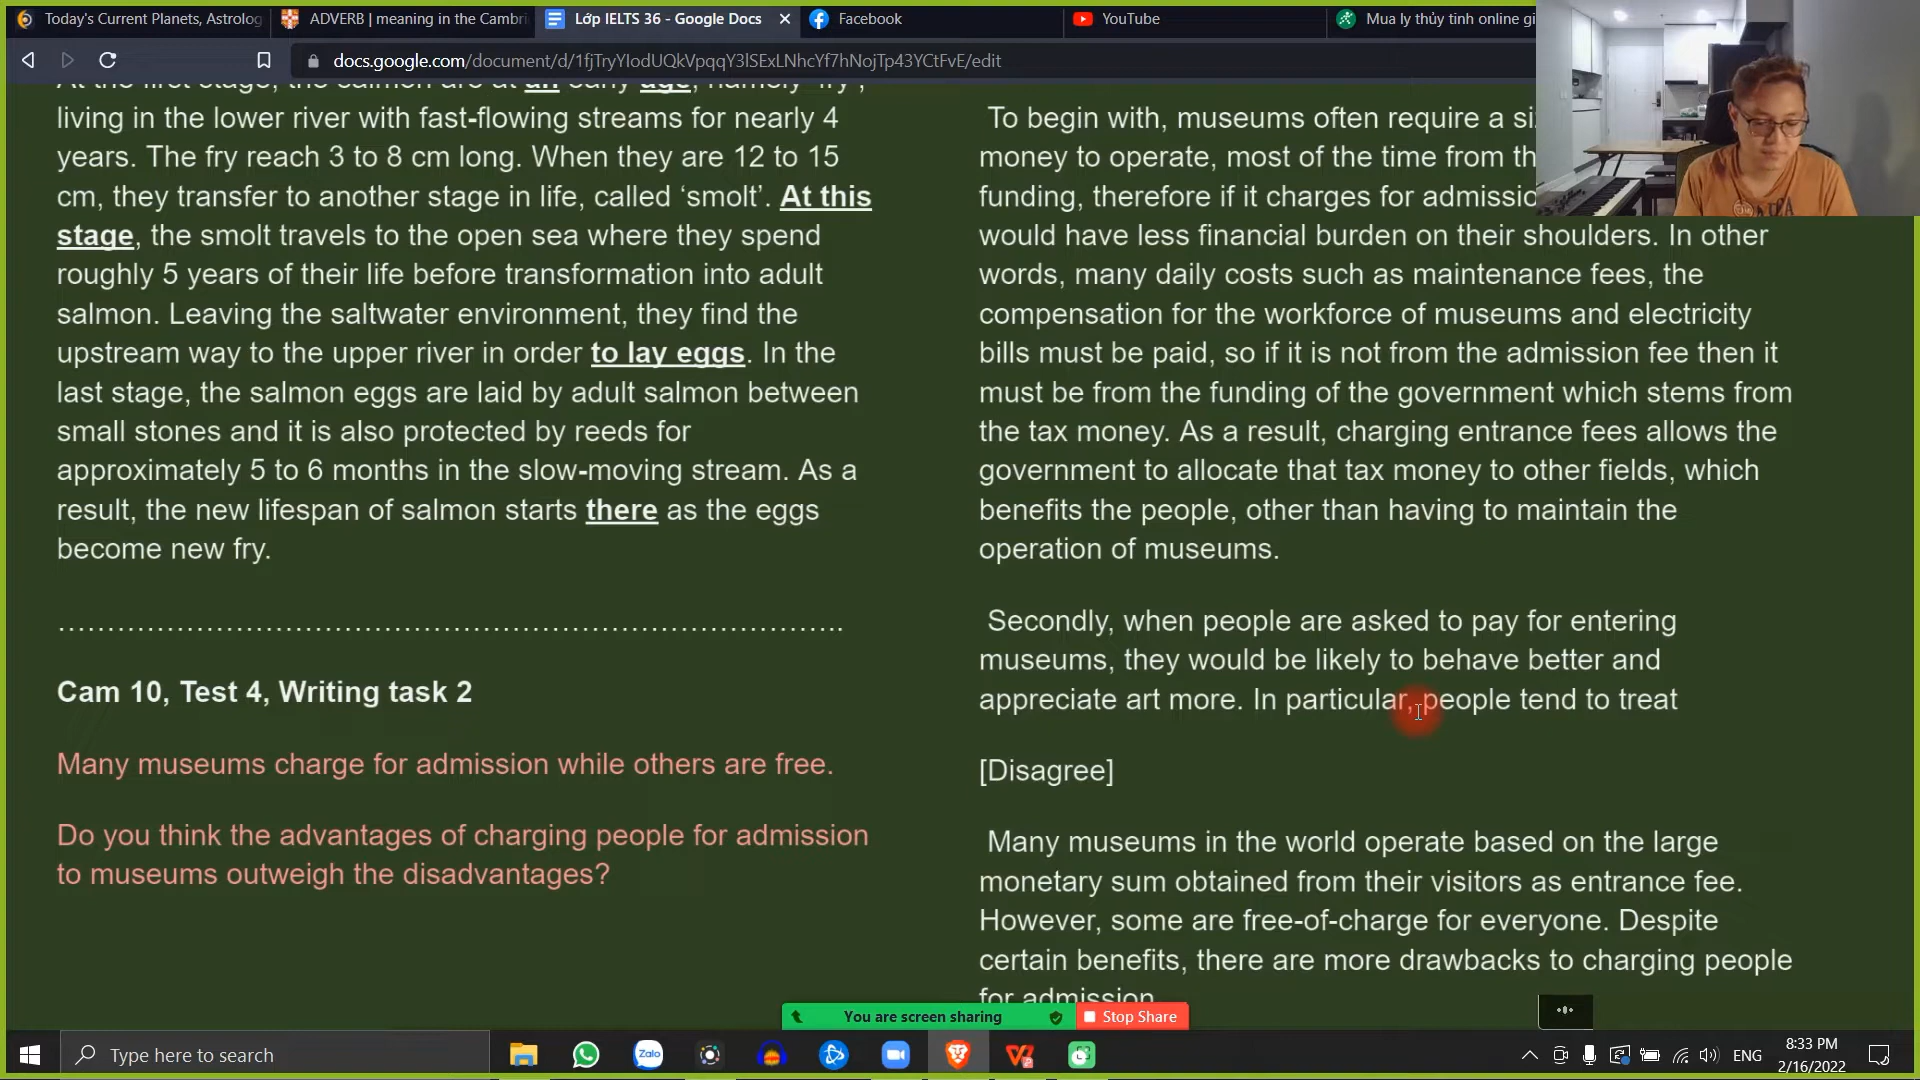 Today's Current Planets, Astrolog
ADVERB | meaning in the Cambri
Lớp IELTS 36 - Google Docs
Facebook
YouTube
Mua ly thủy tinh online gi
docs.google.com/document/d/1fjTryYIodUQkVpqqY3lSExLNhcYf7hNojTp43YCtFvE/edit
At the first stage, the salmon are at an early age, namely 'fry',
living in the lower river with fast-flowing streams for nearly 4
years. The fry reach 3 to 8 cm long. When they are 12 to 15
cm, they transfer to another stage in life, called ‘smolt’. At this
stage, the smolt travels to the open sea where they spend
roughly 5 years of their life before transformation into adult
salmon. Leaving the saltwater environment, they find the
upstream way to the upper river in order to lay eggs. In the
last stage, the salmon eggs are laid by adult salmon between
small stones and it is also protected by reeds for
approximately 5 to 6 months in the slow-moving stream. As a
result, the new lifespan of salmon starts there as the eggs
become new fry.
…………………………………………………………………….
Cam 10, Test 4, Writing task 2
Many museums charge for admission while others are free.
Do you think the advantages of charging people for admission
to museums outweigh the disadvantages?
To begin with, museums often require a
money to operate, most of the time from
funding, therefore if it charges for
would have less financial burden on their shoulders. In other
words, many daily costs such as maintenance fees, the
compensation for the workforce of museums and electricity
bills must be paid, so if it is not from the admission fee then it
must be from the funding of the government which stems from
the tax money. As a result, charging entrance fees allows the
government to allocate that tax money to other fields, which
benefits the people, other than having to maintain the
operation of museums.
Secondly, when people are asked to pay for entering
museums, they would be likely to behave better and
appreciate art more. In particular, people tend to treat
[Disagree]
Many museums in the world operate based on the large
monetary sum obtained from their visitors as entrance fee.
However, some are free-of-charge for everyone. Despite
certain benefits, there are more drawbacks to charging people
for admission
You are screen sharing
Stop Share
Type here to search
Zalo
ENG
8:33 PM
2/16/2022